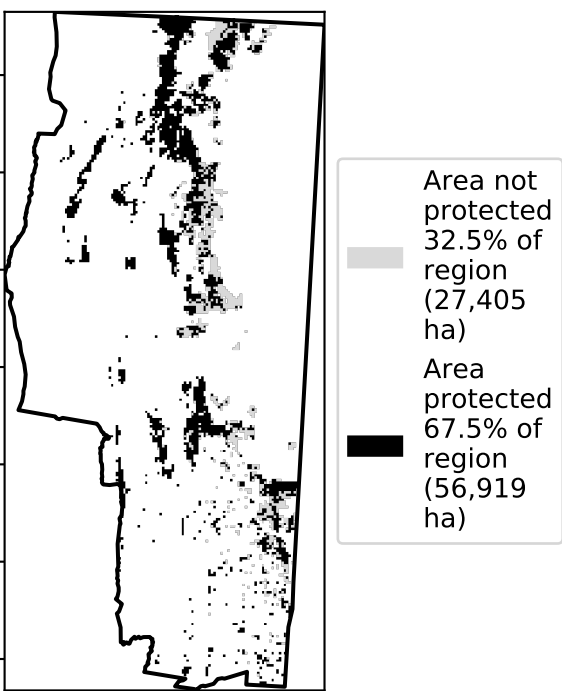 Area not
protected
32.5% of
region
(27,405
ha)
Area
protected
67.5% of
region
(56,919
ha)